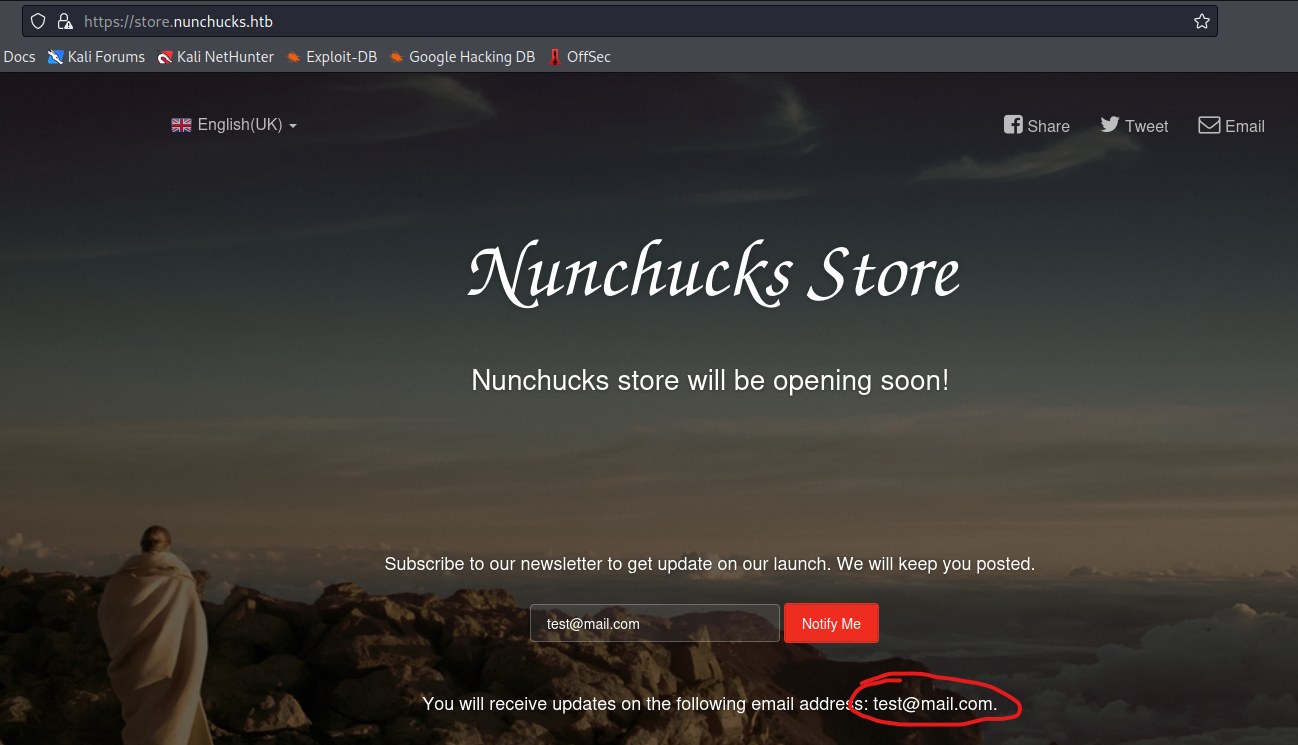 https://store.nunchucks.htb
Docs Kali Forums Kali NetHunter Exploit-DB Google Hacking DB OffSec
English(UK) Share Tweet Email
Nunchucks Store
Nunchucks store will be opening soon!
Subscribe to our newsletter to get update on our launch. We will keep you posted.
test@mail.com Notify Me
You will receive updates on the following email address: test@mail.com.